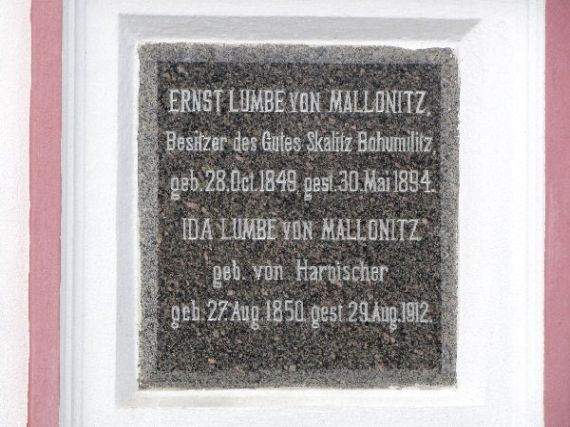 ERNST LUMBE VON MALLONITZ,
Besitzer des Gutes Skalitz Bohumilitz,
geb. 28. Oct. 1849, gest. 30. Mai 1894.
IDA LUMBE VON MALLONITZ
geb. von Harnischer
geb. 27. Aug. 1850, gest 29. Aug. 1912.